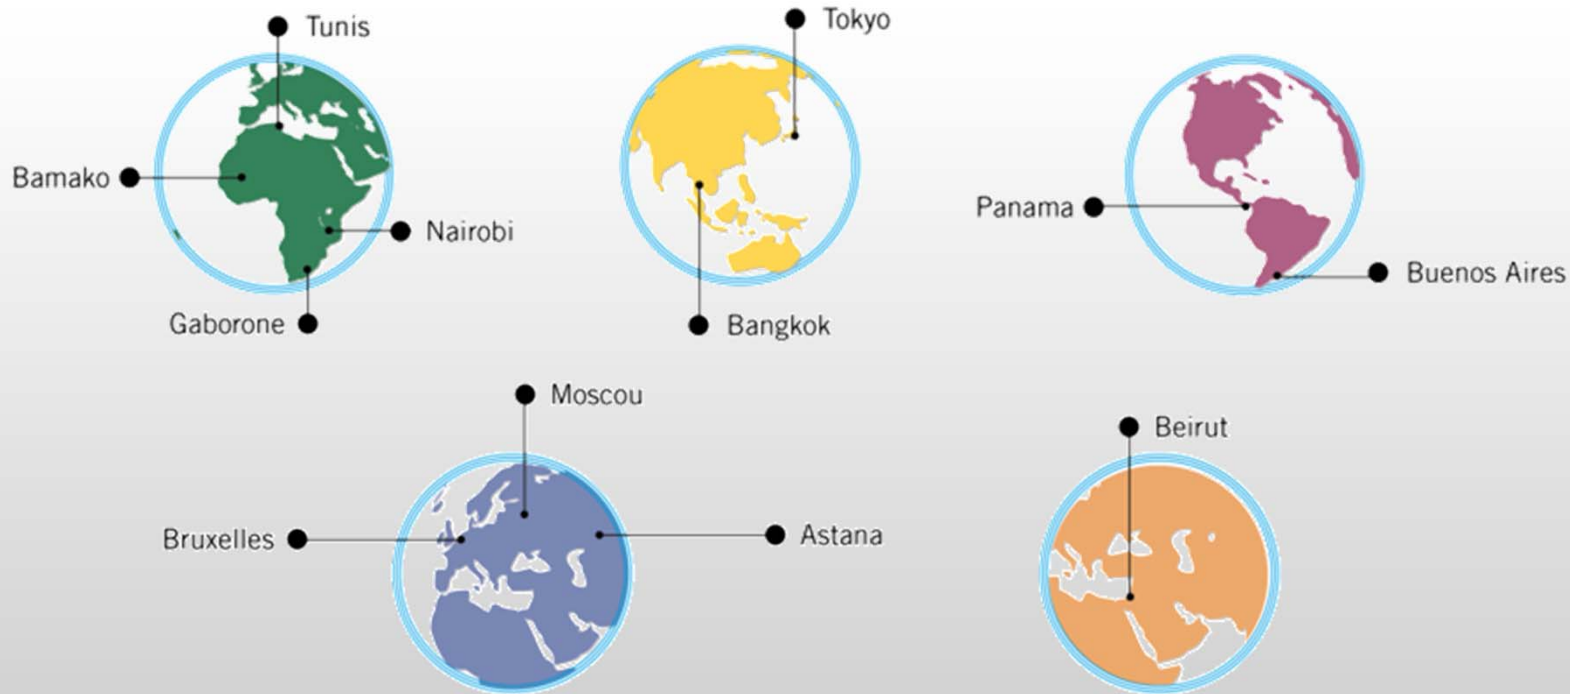 Tunis
Tokyo
Bamako
Panama
Nairobi
Buenos Aires
Gaborone
Bangkok
Moscou
Beirut
Bruxelles
Astana